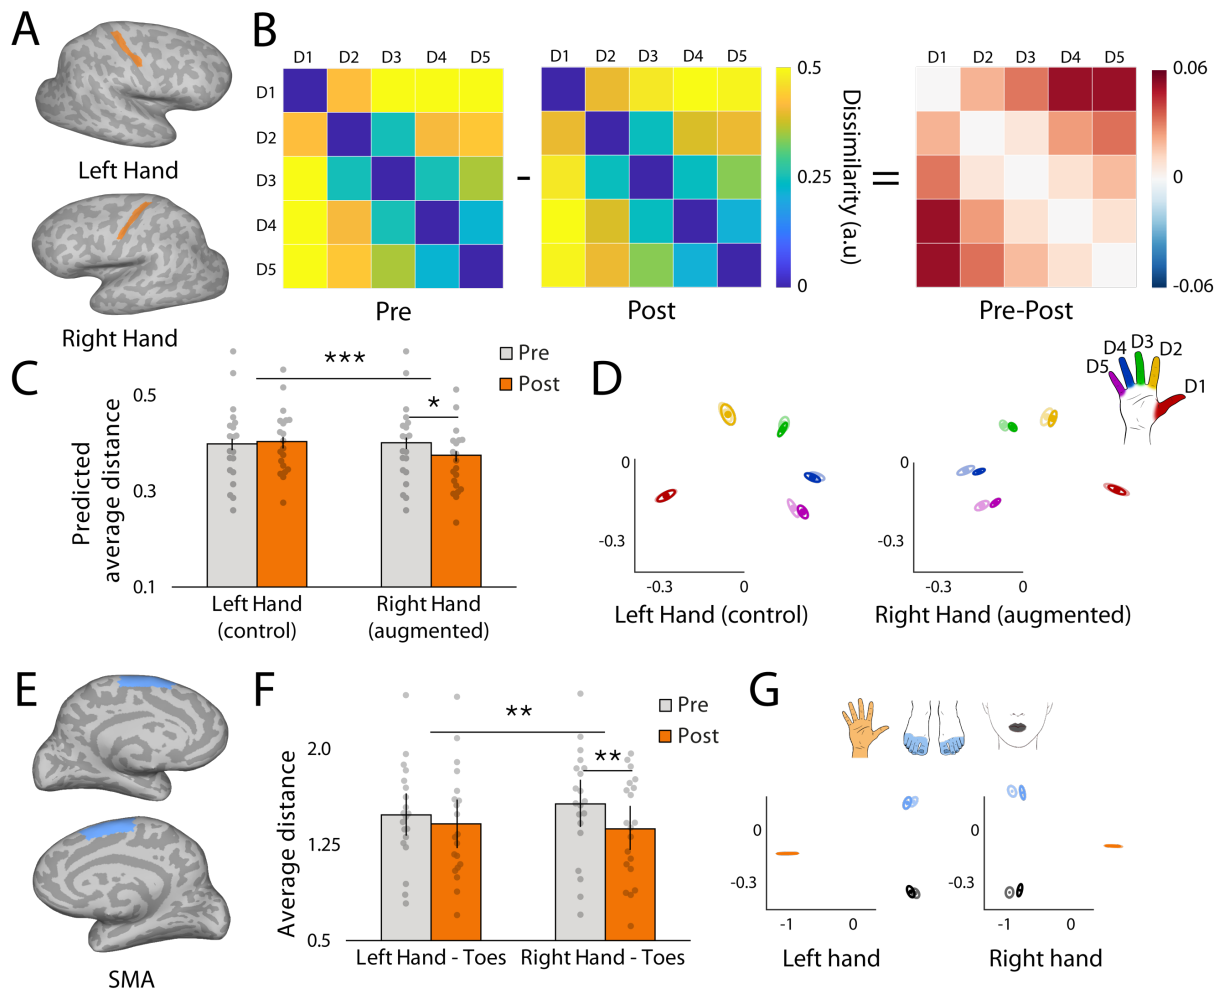 A
Left Hand
Right Hand
B
D1 D2 D3 D4 D5
D1
D2
D3
D4
D5
Pre
-
D1 D2 D3 D4 D5
Post
0.5
0.25
0
Dissimilarity (a.u)
=
D1 D2 D3 D4 D5
Pre-Post
0.06
0
-0.06
C
Predicted
average distance
0.5
0.3
0.1
***
*
Pre
Post
Left Hand
(control)
Right Hand
(augmented)
D
0
-0.3
-0.3 0
Left Hand (control)
0
-0.3
-0.3 0
Right Hand (augmented)
D5 D4 D3 D2 D1
E
SMA
F
Average distance
2.0
1.25
0.5
**
**
Pre
Post
Left Hand - Toes Right Hand - Toes
G
0
-0.3
-1 0
Left hand
0
-0.3
-1 0
Right hand